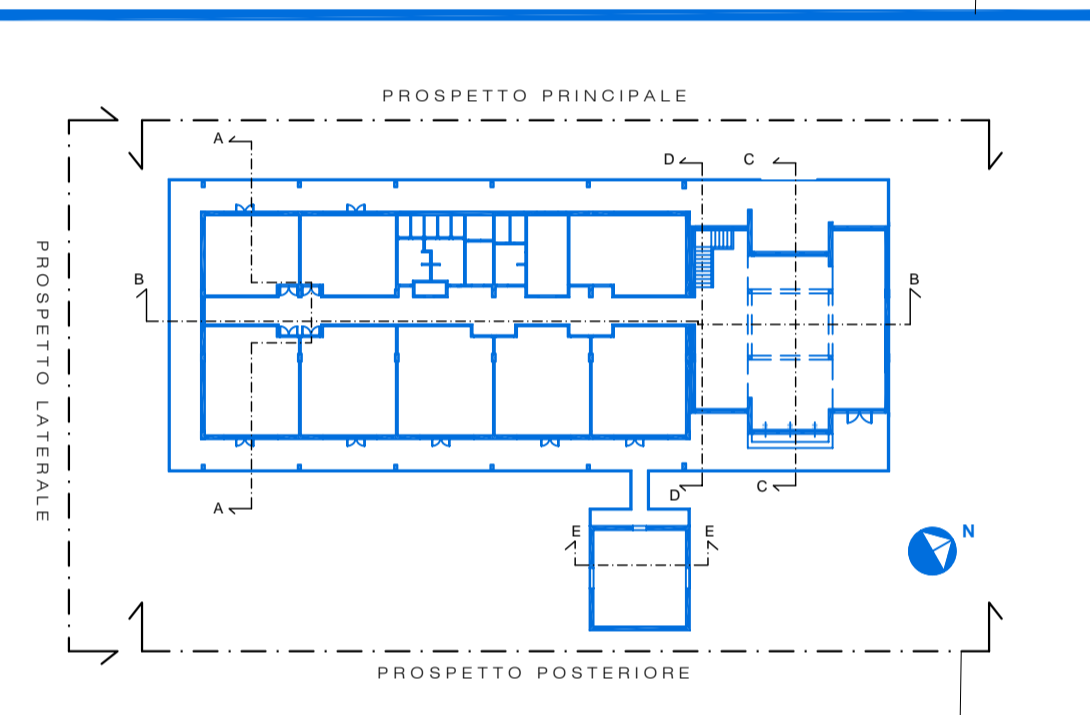 PROSPETTO PRINCIPALE
A
D
C
PROSPETTO LATERALE
B
B
D
C
A
E
E
N
PROSPETTO POSTERIORE